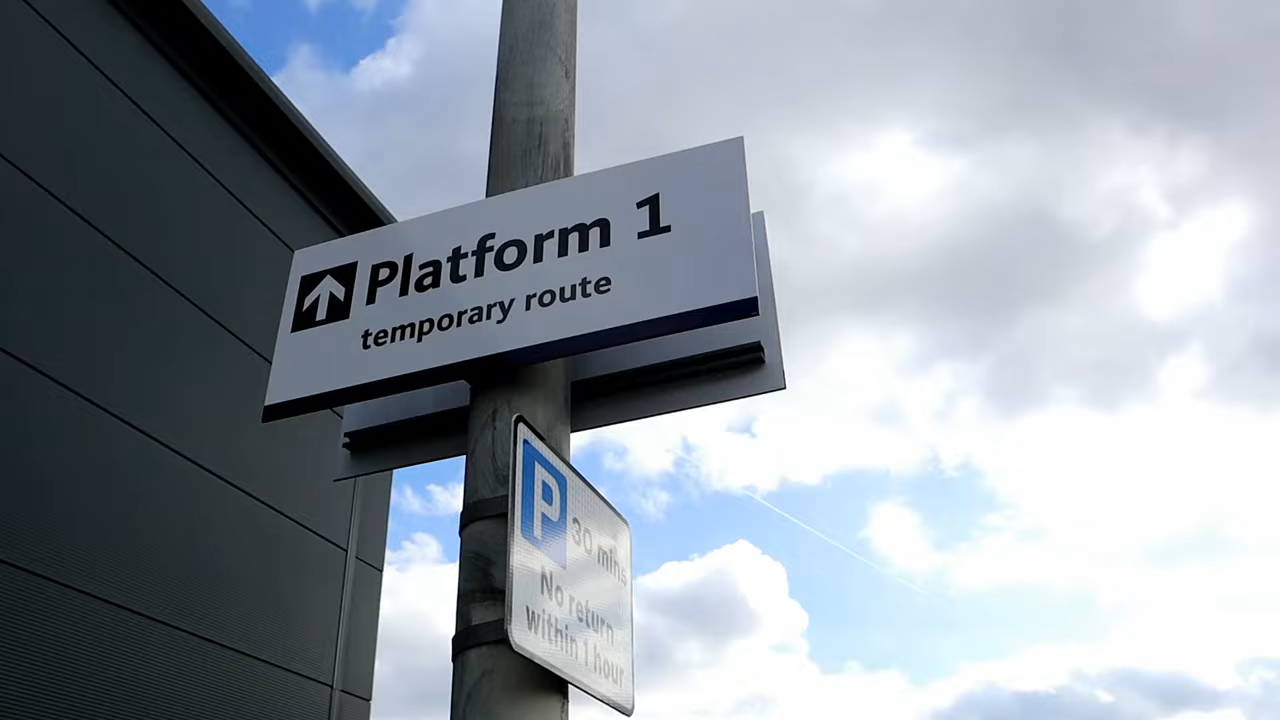 Platform 1
temporary route
P
30 mins
No return
within 1 hour